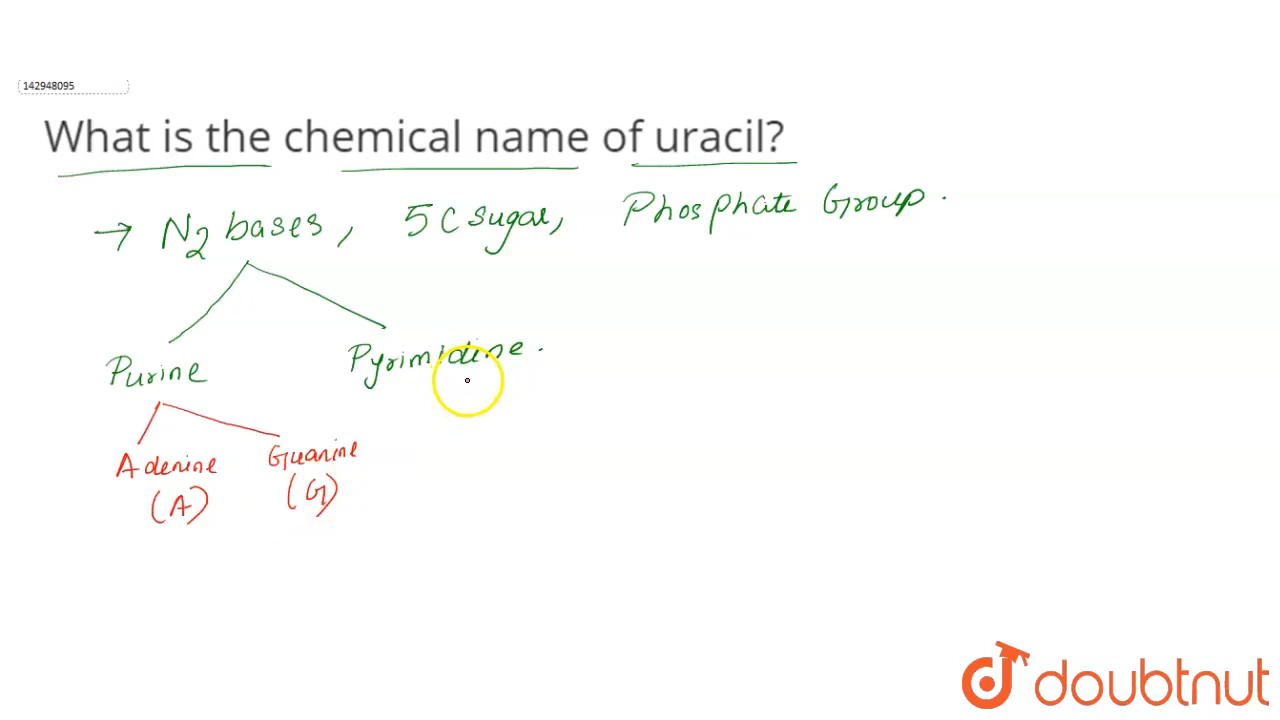 142948095
What is the chemical name of uracil?
→ N2 bases, 5C sugar, Phosphate Group.
Purine Pyrimidine.
Adenine Guanine
(A) (G)
doubtnut